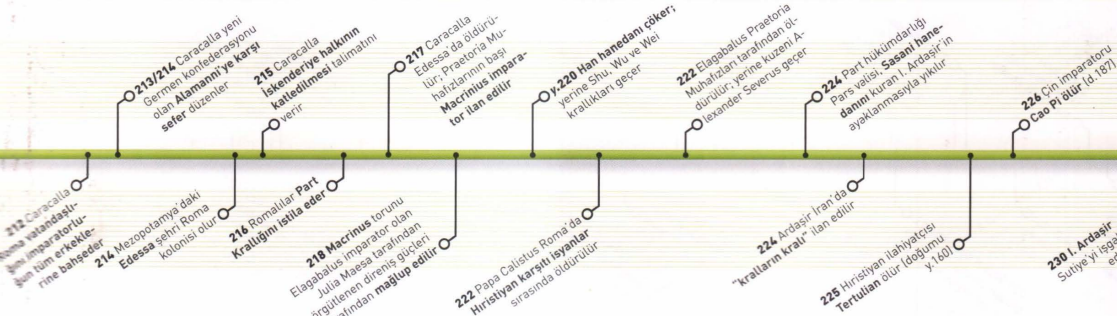 213/214 Caracalla yeni
Germen konfederasyonu
olan Alamanni'ye karşı
sefer düzenler
215 Caracalla
İskenderiye halkının
katledilmesi talimatını
verir
217 Caracalla
Edessa'da öldürü-
lür; Praetoria Mu-
hafızlarının başı
Macrinius impara-
tor ilan edilir
y.220 Han hanedanı çöker;
yerine Shu, Wu ve Wei
krallıkları geçer
222 Elagabalus Praetoria
Muhafızları tarafından öl-
dürülür; yerine kuzeni A-
lexander Severus geçer
224 Part hükümdarlığı
Pars valisi, Sasani hane-
danını kuran I. Ardaşir'in
ayaklanmasıyla yıkılır
226 Çin imparatoru
Cao Pi ölür (d.187)
212 Caracalla
Roma vatandaşlı-
ğını imparatorlu-
ğun tüm erkekle-
rine bahşeder
214 Mezopotamya'daki
Edessa şehri Roma
kolonisi olur
216 Romalılar Part
Krallığını istila eder
218 Macrinus torunu
Elagabalus imparator olan
Julia Maesa tarafından
örgütlenen direniş güçleri
tarafından mağlup edilir
222 Papa Calistus Roma'da
Hıristiyan karşıtı isyanlar
sırasında öldürülür
224 Ardaşir İran'da
"kralların kralı" ilan edilir
225 Hıristiyan ilahiyatçısı
Tertulian ölür (doğumu
y.160)
230 I. Ardaşir